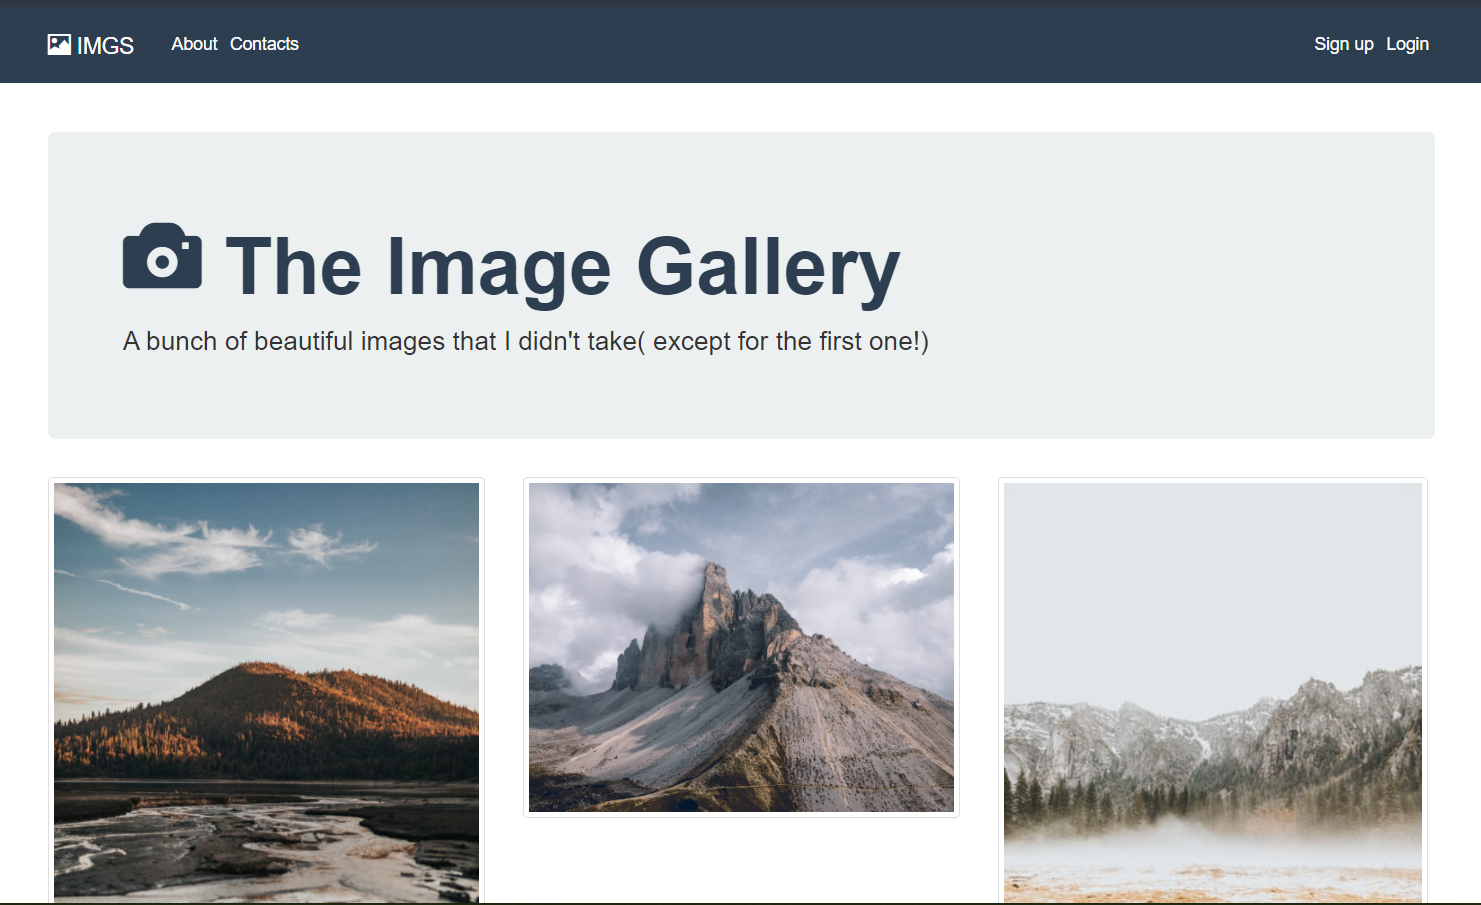 IMGS About Contacts Sign up Login
The Image Gallery
A bunch of beautiful images that I didn't take( except for the first one!)